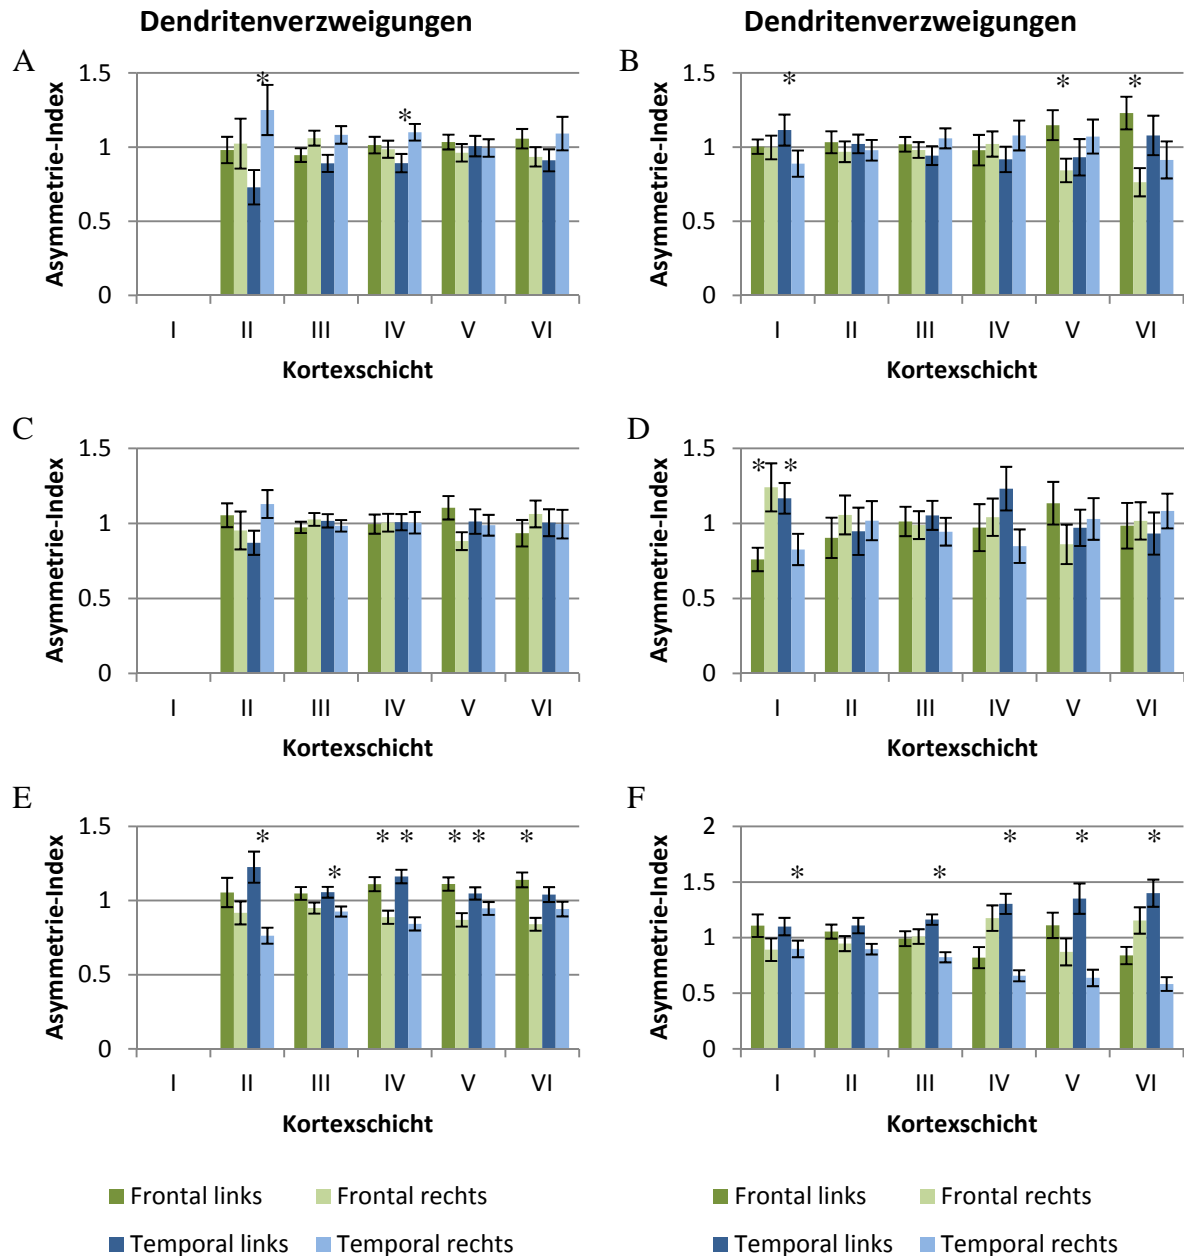 Dendritenverzweigungen
A
Asymmetrie-Index
1.5
*
*
1
0.5
0
I II III IV V VI
Kortexschicht
Dendritenverzweigungen
B
Asymmetrie-Index
1.5
* * *
1
0.5
0
I II III IV V VI
Kortexschicht
C
Asymmetrie-Index
1.5
1
0.5
0
I II III IV V VI
Kortexschicht
D
Asymmetrie-Index
1.5
* *
1
0.5
0
I II III IV V VI
Kortexschicht
E
Asymmetrie-Index
1.5
* * * * * *
*
1
0.5
0
I II III IV V VI
Kortexschicht
F
Asymmetrie-Index
2
* * *
* *
1.5
1
0.5
0
I II III IV V VI
Kortexschicht
Frontal links Frontal rechts
Temporal links Temporal rechts
Frontal links Frontal rechts
Temporal links Temporal rechts